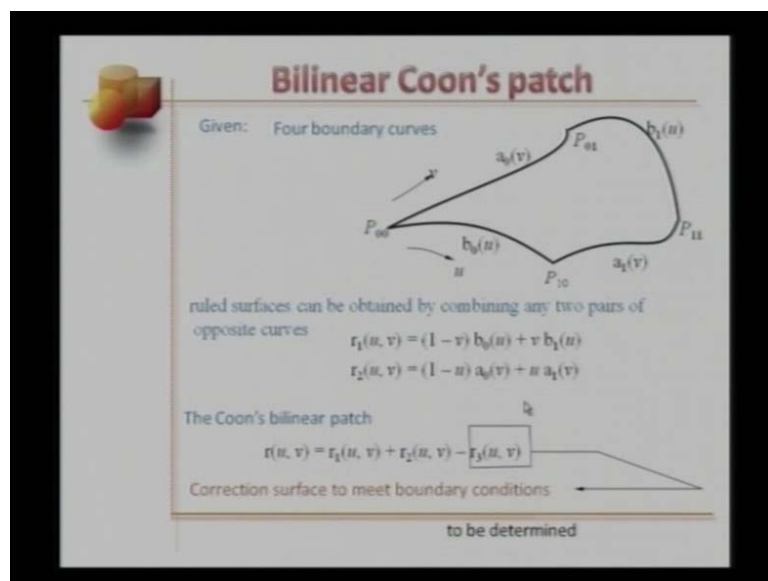 Bilinear Coon's patch
Given: Four boundary curves
b₁(u)
a₀(v)
P₀₁
v
P₀₀
b₀(u)
u
P₁₁
a₁(v)
P₁₀
ruled surfaces can be obtained by combining any two pairs of
opposite curves
r₁(u, v) = (1 – v) b₀(u) + v b₁(u)
r₂(u, v) = (1 – u) a₀(v) + u a₁(v)
The Coon's bilinear patch
r(u, v) = r₁(u, v) + r₂(u, v) – r₃(u, v)
Correction surface to meet boundary conditions
to be determined